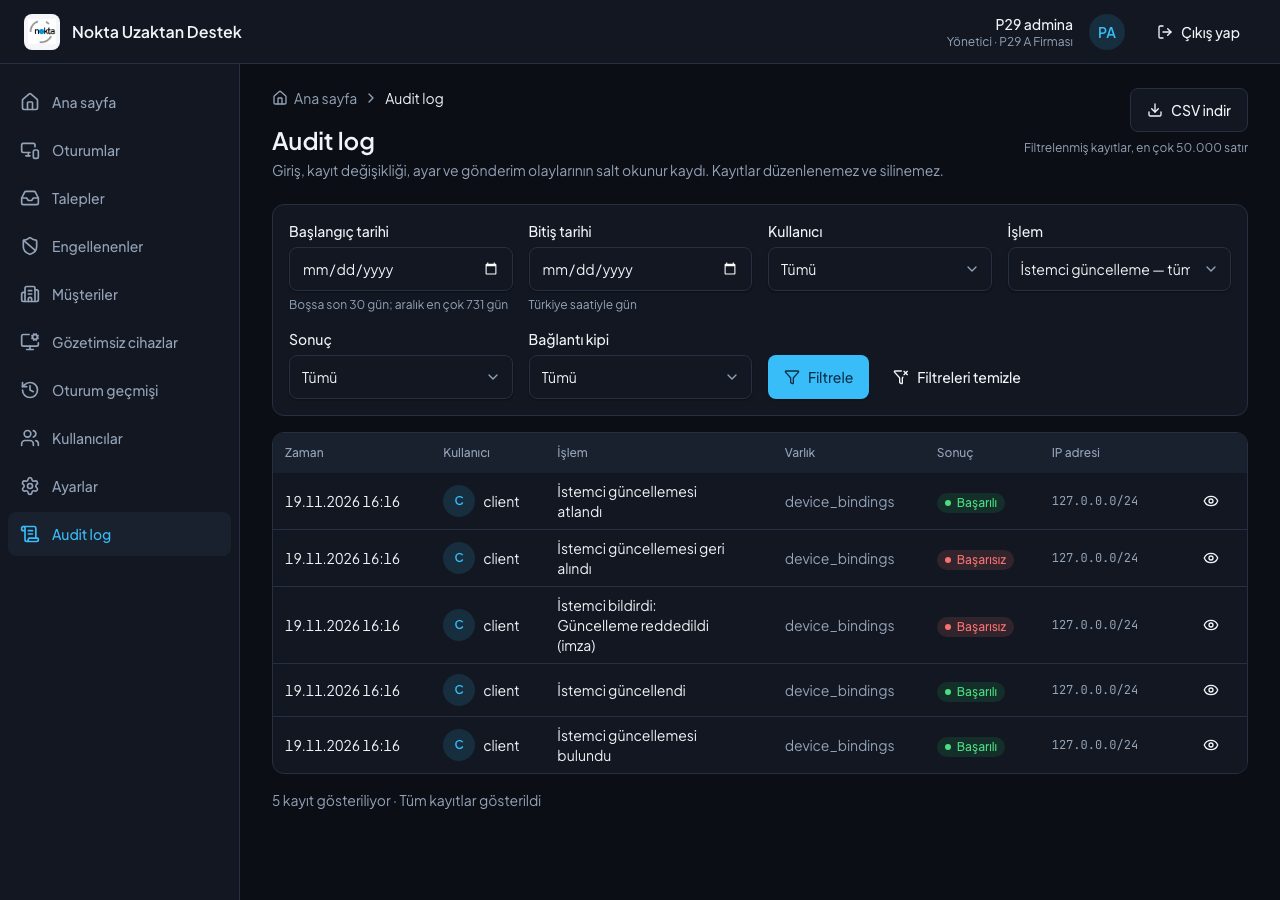 nokta
Nokta Uzaktan Destek
P29 admina
Yönetici · P29 A Firması
PA
Çıkış yap
Ana sayfa
Oturumlar
Talepler
Engellenenler
Müşteriler
Gözetimsiz cihazlar
Oturum geçmişi
Kullanıcılar
Ayarlar
Audit log
Ana sayfa > Audit log
CSV indir
Audit log
Filtrelenmiş kayıtlar, en çok 50.000 satır
Giriş, kayıt değişikliği, ayar ve gönderim olaylarının salt okunur kaydı. Kayıtlar düzenlenemez ve silinemez.
Başlangıç tarihi Bitiş tarihi Kullanıcı İşlem
mm/dd/yyyy mm/dd/yyyy Tümü İstemci güncelleme — tüm
Boşsa son 30 gün; aralık en çok 731 gün Türkiye saatiyle gün
Sonuç Bağlantı kipi
Tümü Tümü Filtrele Filtreleri temizle
Zaman Kullanıcı İşlem Varlık Sonuç IP adresi
19.11.2026 16:16 C client İstemci güncellemesi atlandı device_bindings Başarılı 127.0.0.0/24
19.11.2026 16:16 C client İstemci güncellemesi geri alındı device_bindings Başarısız 127.0.0.0/24
19.11.2026 16:16 C client İstemci bildirdi: Güncelleme reddedildi (imza) device_bindings Başarısız 127.0.0.0/24
19.11.2026 16:16 C client İstemci güncellendi device_bindings Başarılı 127.0.0.0/24
19.11.2026 16:16 C client İstemci güncellemesi bulundu device_bindings Başarılı 127.0.0.0/24
5 kayıt gösteriliyor · Tüm kayıtlar gösterildi